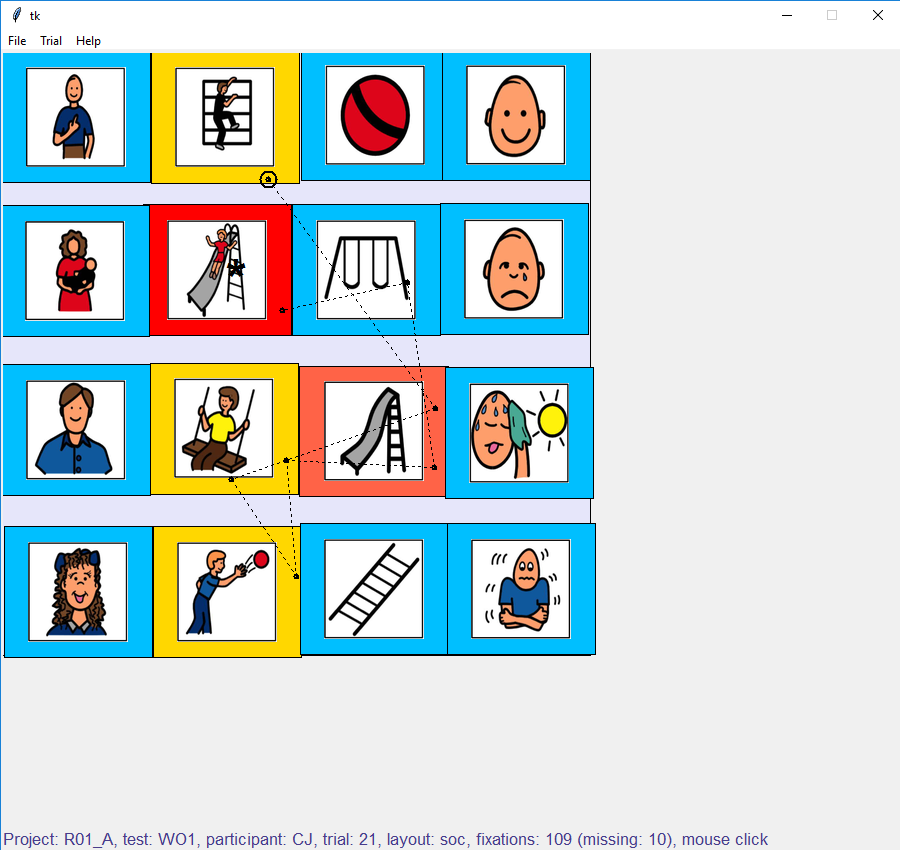 tk
File Trial Help
Project: R01_A, test: WO1, participant: CJ, trial: 21, layout: soc, fixations: 109 (missing: 10), mouse click